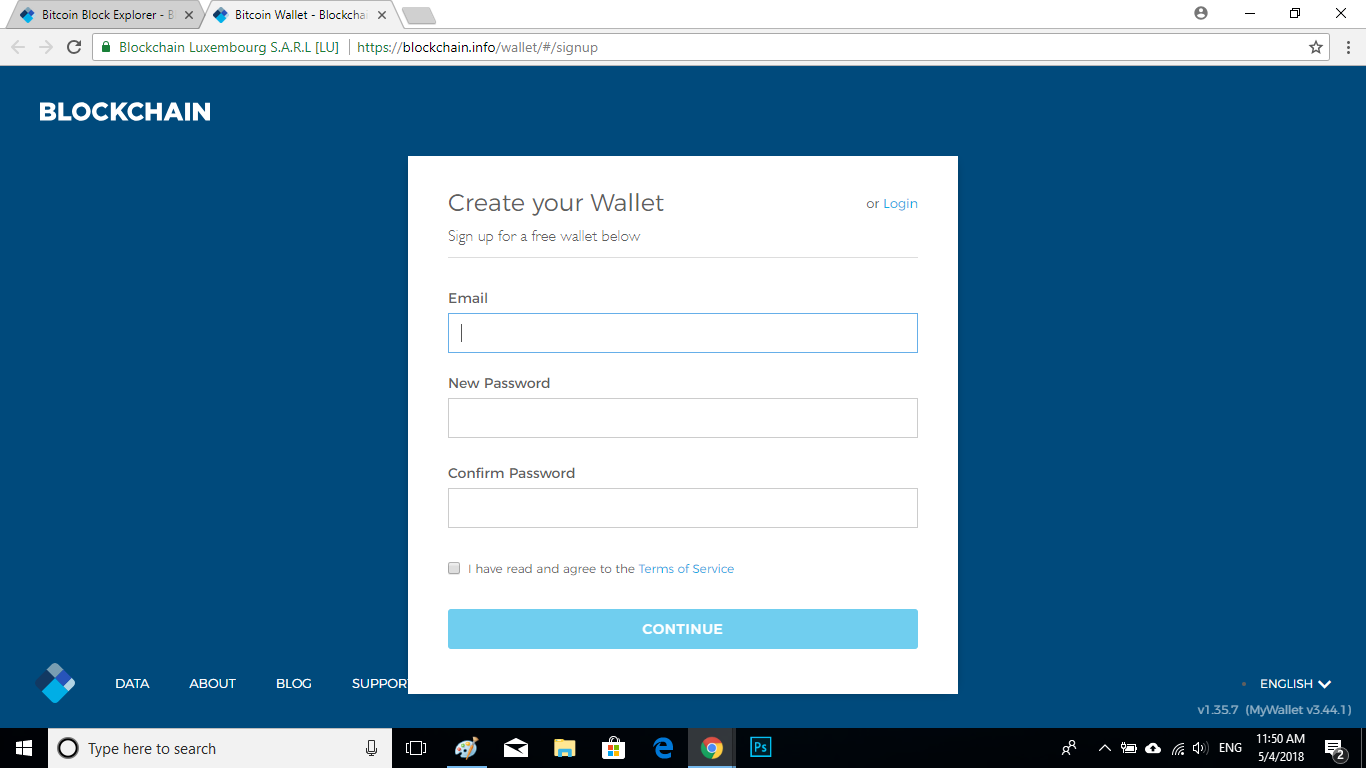 Bitcoin Block Explorer - B
Bitcoin Wallet - Blockchai
Blockchain Luxembourg S.A.R.L [LU]
https://blockchain.info/wallet/#/signup
BLOCKCHAIN
Create your Wallet
or Login
Sign up for a free wallet below
Email
New Password
Confirm Password
I have read and agree to the Terms of Service
CONTINUE
DATA ABOUT BLOG SUPPOR
ENGLISH
v1.35.7 (MyWallet v3.44.1)
Type here to search
Ps
ENG
11:50 AM
5/4/2018
2